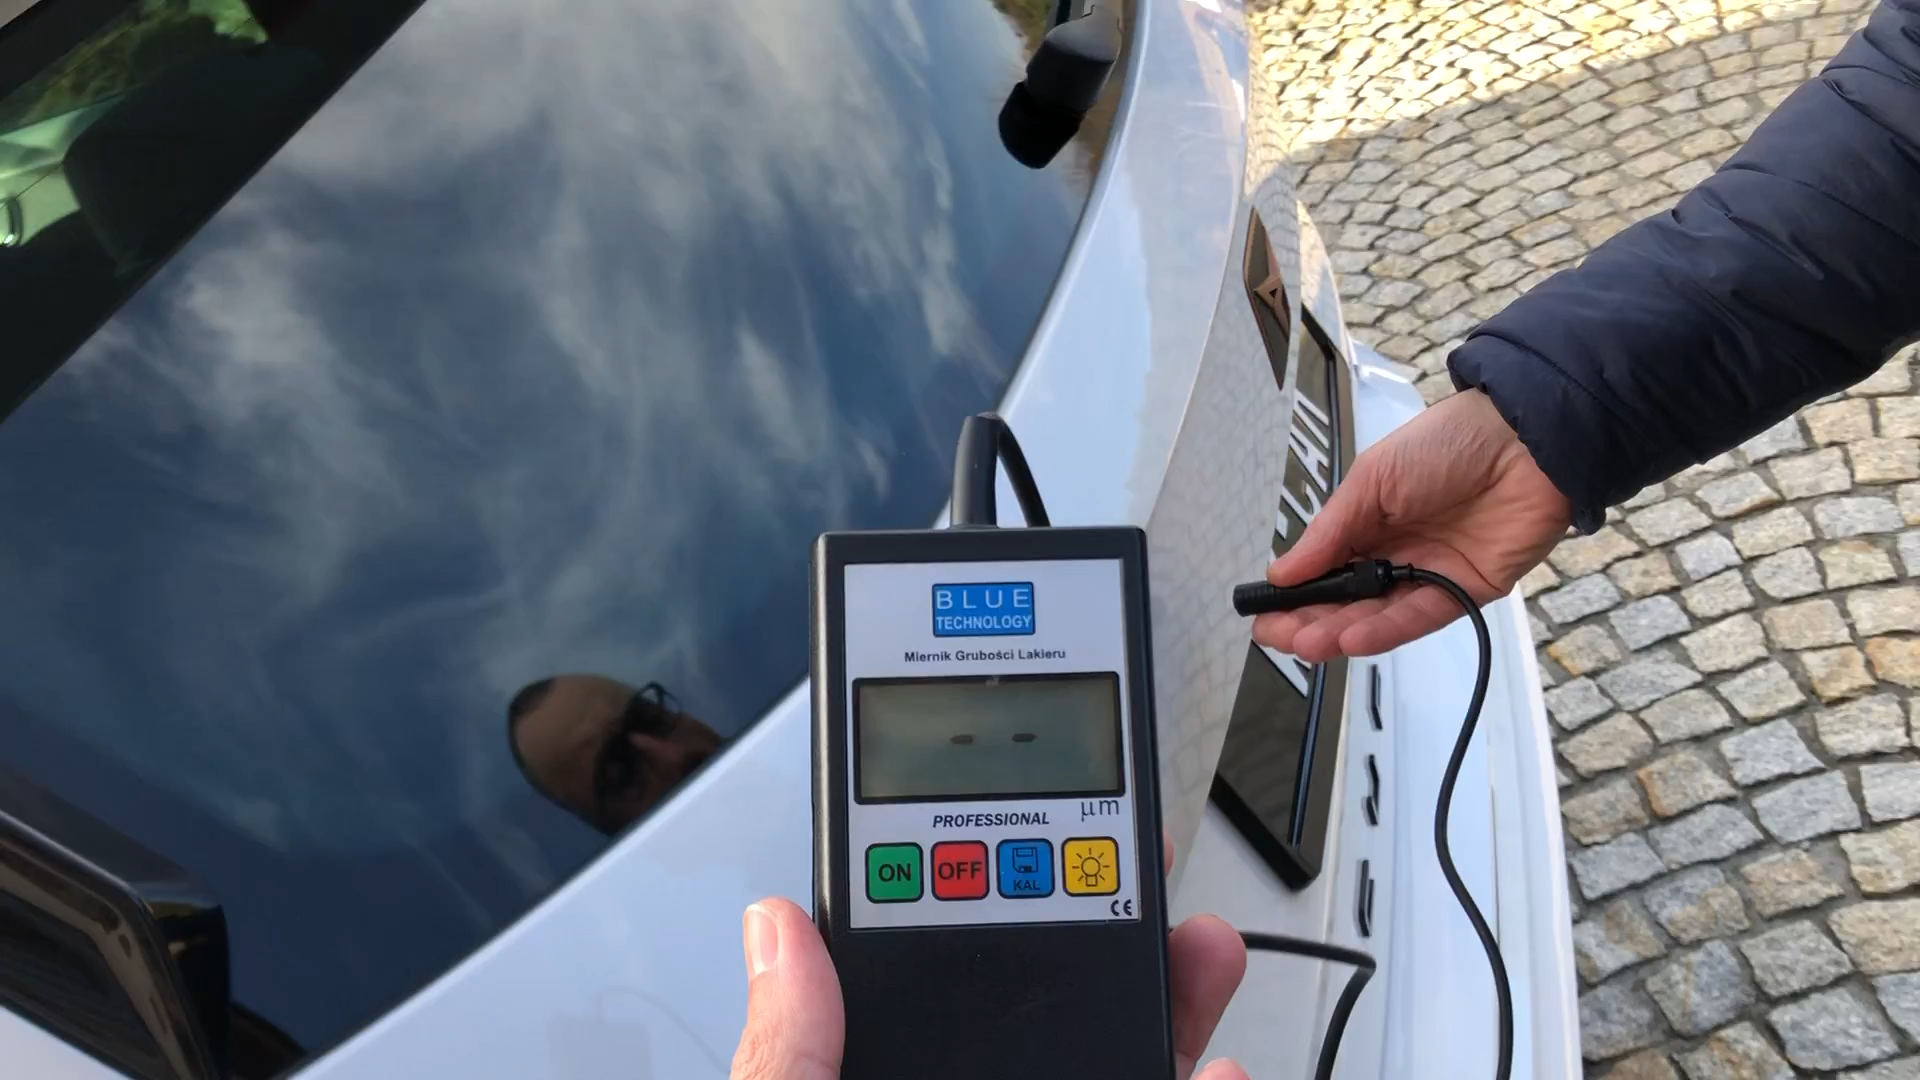 BLUE
TECHNOLOGY
Miernik Grubości Lakieru
- -
PROFESSIONAL
µm
ON
OFF
KAL
CE